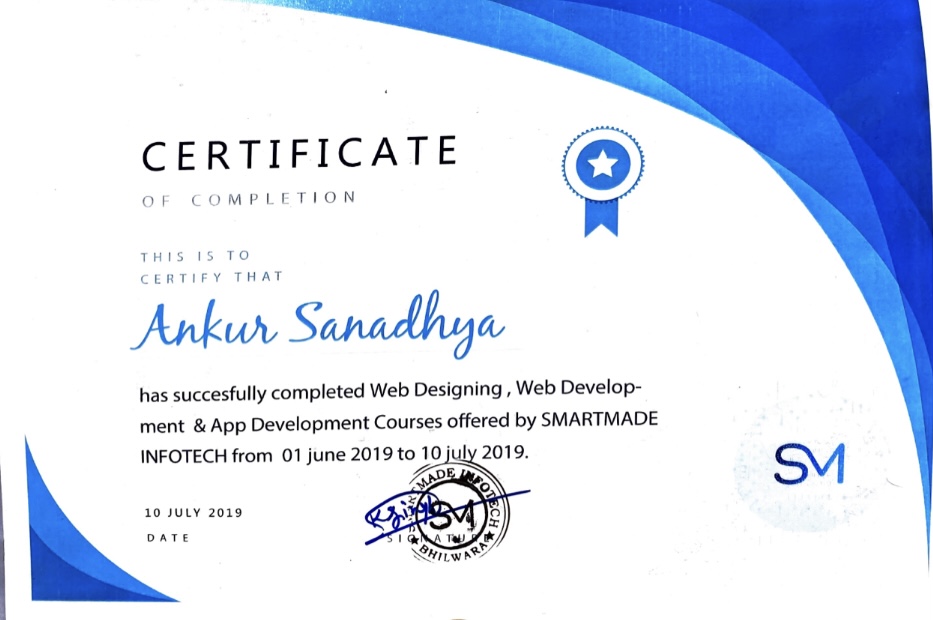 CERTIFICATE
OF COMPLETION
THIS IS TO
CERTIFY THAT
Ankur Sanadhya
has succesfully completed Web Designing , Web Develop-
ment & App Development Courses offered by SMARTMADE
INFOTECH from 01 june 2019 to 10 july 2019.
SM
10 JULY 2019
DATE
SIGNATURE
SMARTMADE INFOTECH
SM
★ BHILWARA ★